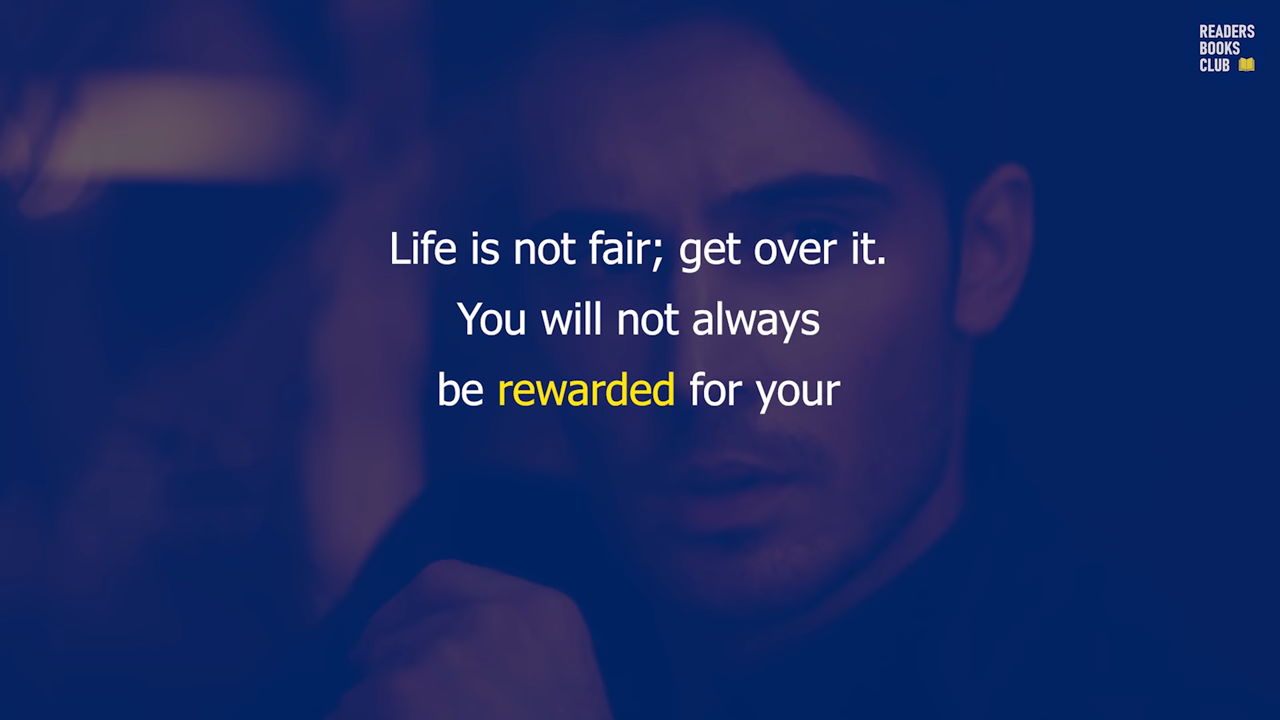 READERS
BOOKS
CLUB
Life is not fair; get over it.
You will not always
be rewarded for your